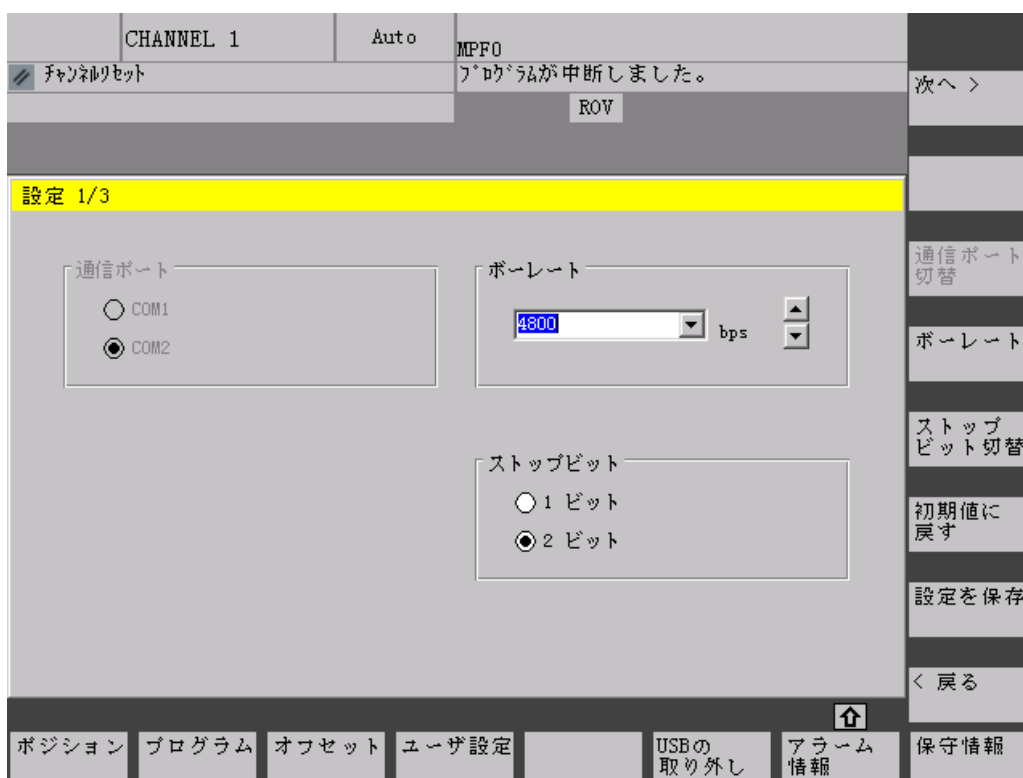 CHANNEL 1
Auto
MPF0
チャンネルリセット
プログラムが中断しました。
ROV
設定 1/3
通信ポート
COM1
COM2
ボーレート
4800
bps
ストップビット
1 ビット
2 ビット
次へ >
通信ポート
切替
ボーレート
ストップ
ビット切替
初期値に
戻す
設定を保存
< 戻る
ポジション
プログラム
オフセット
ユーザ設定
USBの
取り外し
アラーム
情報
保守情報